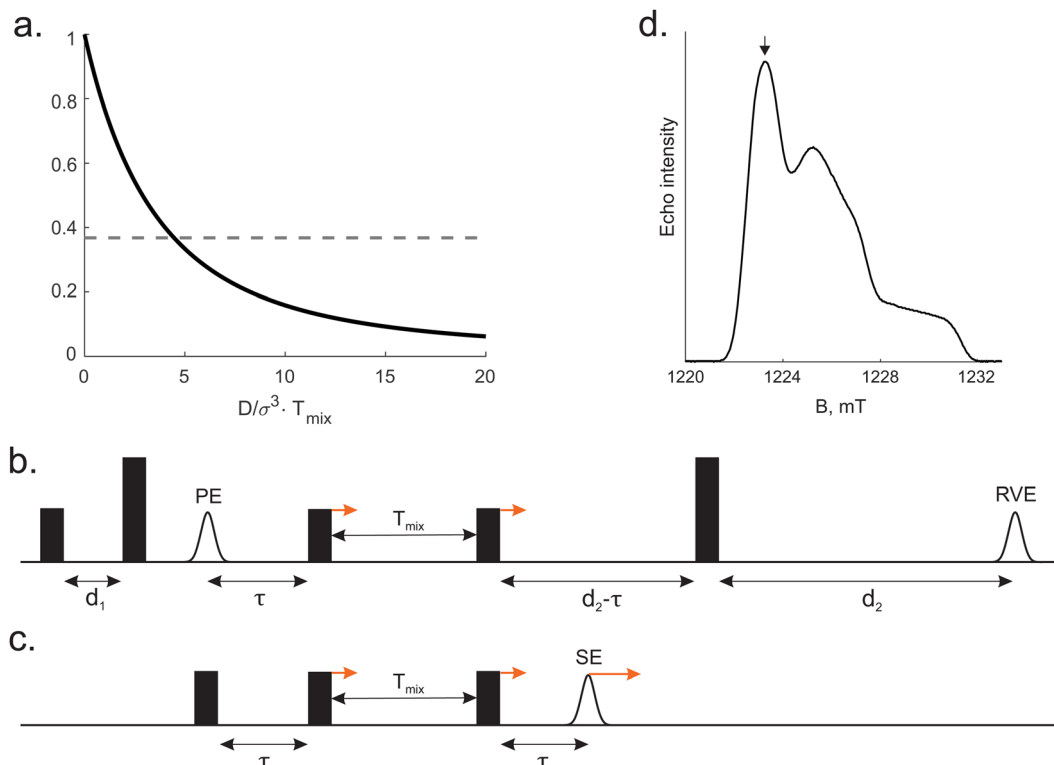 a.
1
0.8
0.6
0.4
0.2
0
0 5 10 15 20
D/σ³ · T_mix
d.
Echo intensity
1220 1224 1228 1232
B, mT
b.
PE
T_mix
RVE
d₁
τ
d₂-τ
d₂
c.
T_mix
SE
τ
τ